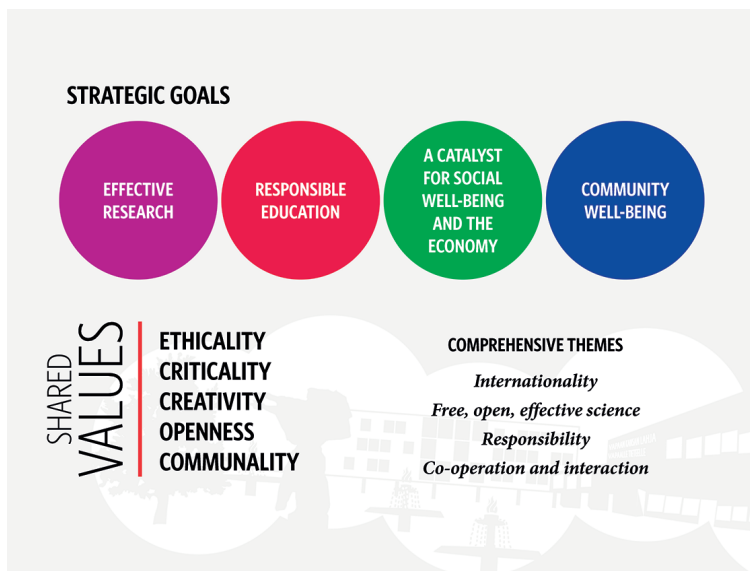 STRATEGIC GOALS
EFFECTIVE
RESEARCH
RESPONSIBLE
EDUCATION
A CATALYST
FOR SOCIAL
WELL-BEING
AND THE
ECONOMY
COMMUNITY
WELL-BEING
SHARED
VALUES
ETHICALITY
CRITICALITY
CREATIVITY
OPENNESS
COMMUNALITY
COMPREHENSIVE THEMES
Internationality
Free, open, effective science
Responsibility
Co-operation and interaction